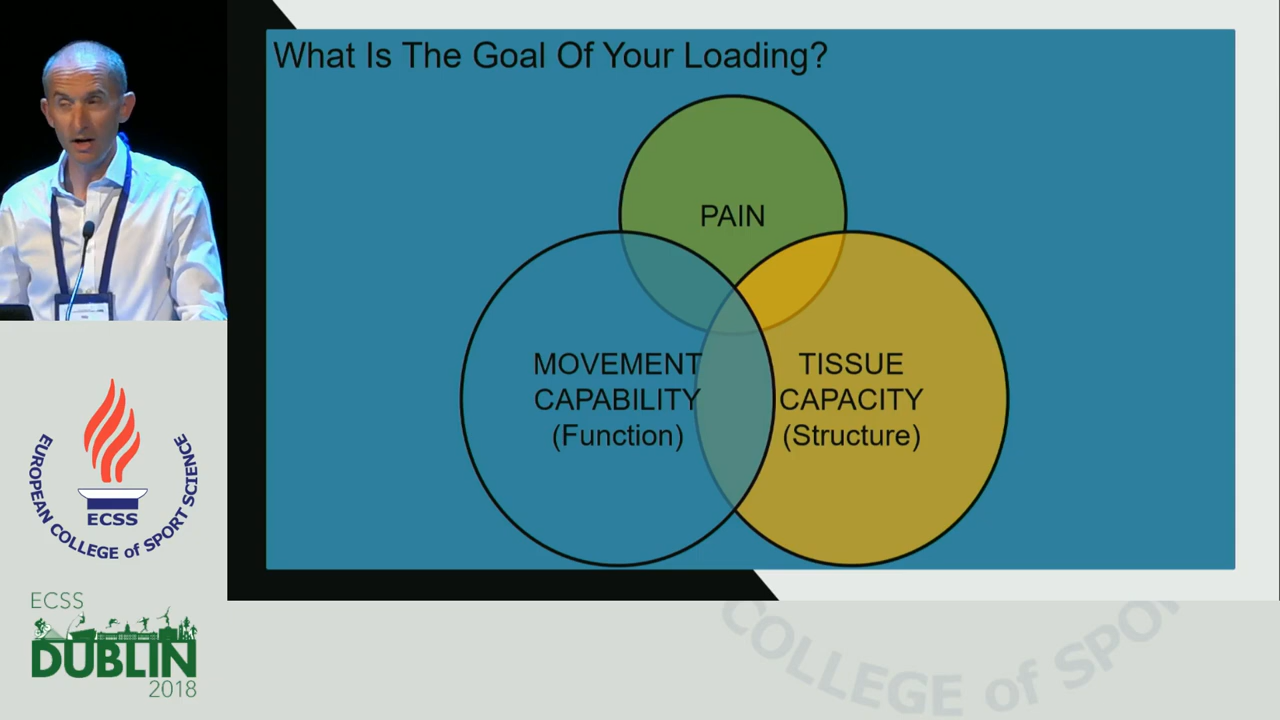 What Is The Goal Of Your Loading?
PAIN
MOVEMENT
CAPABILITY
(Function)
TISSUE
CAPACITY
(Structure)
EUROPEAN COLLEGE of SPORT SCIENCE
ECSS
ECSS
DUBLIN
2018
COLLEGE of SPOR